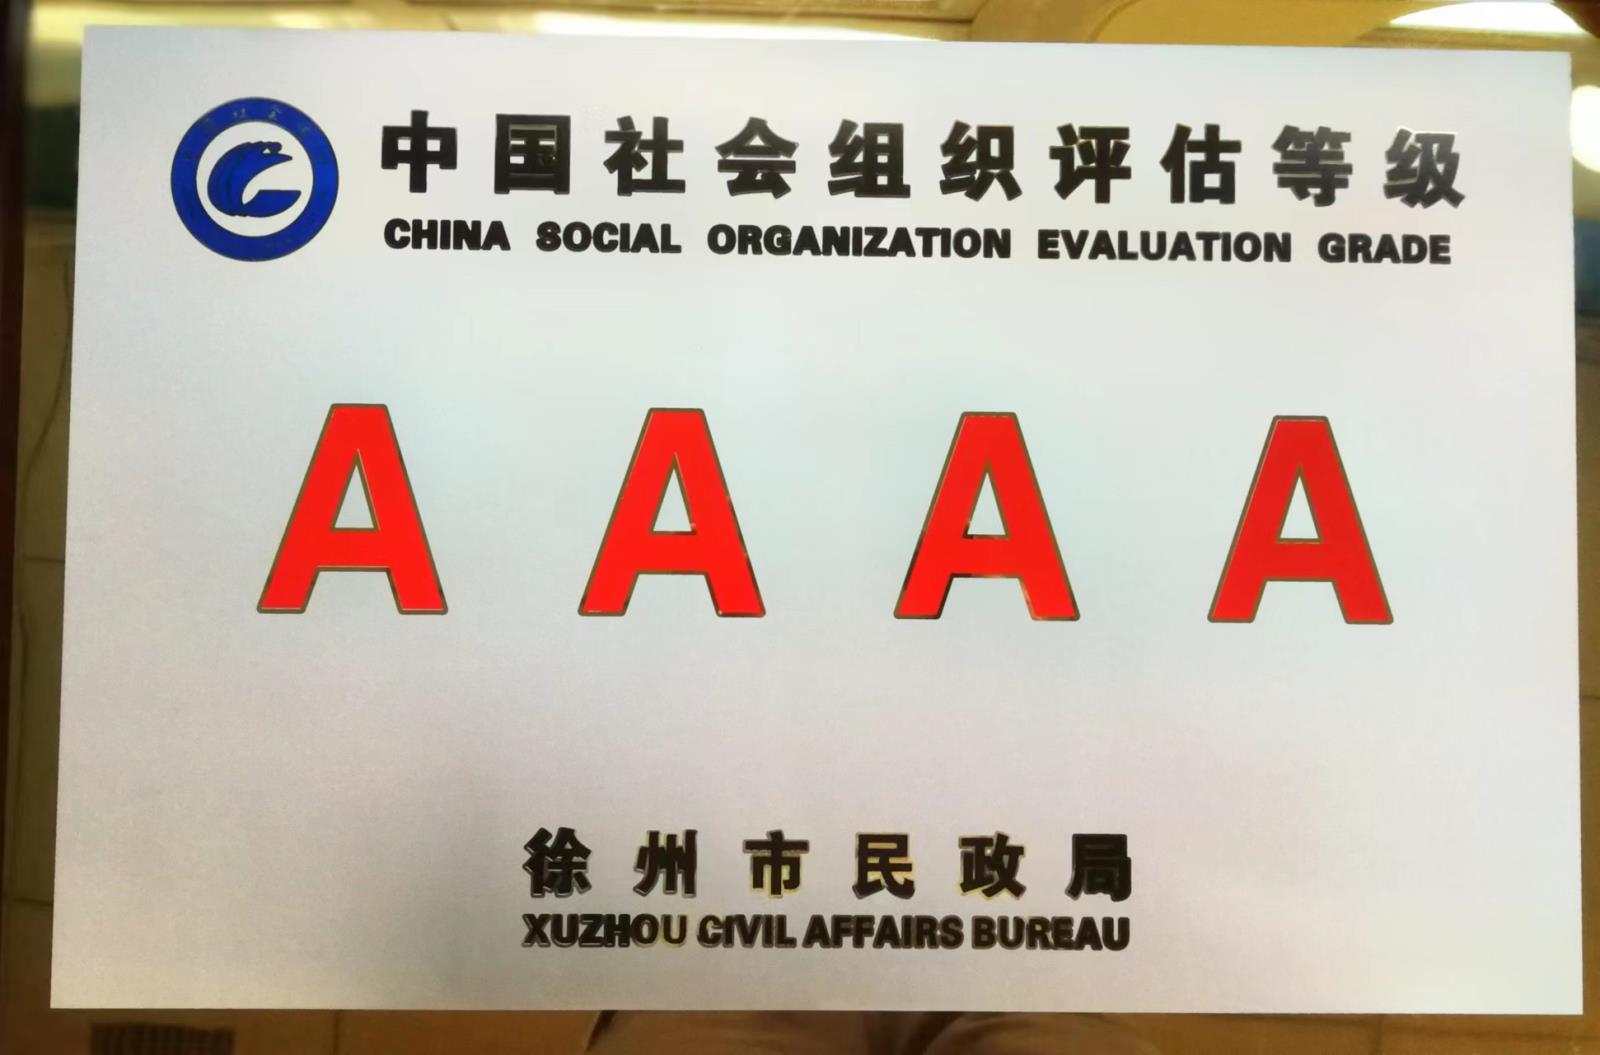 中国社会组织评估等级
CHINA SOCIAL ORGANIZATION EVALUATION GRADE
A A A A
徐州市民政局
XUZHOU CIVIL AFFAIRS BUREAU